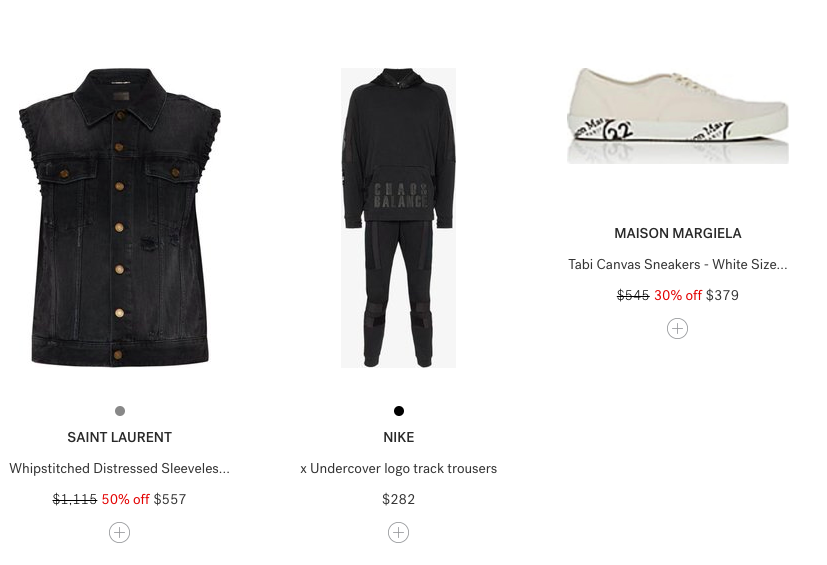 CHAOS
BALANCE
SAINT LAURENT
Whipstitched Distressed Sleeveles...
$1,115 50% off $557
NIKE
x Undercover logo track trousers
$282
22
MAISON MARGIELA
Tabi Canvas Sneakers - White Size...
$545 30% off $379